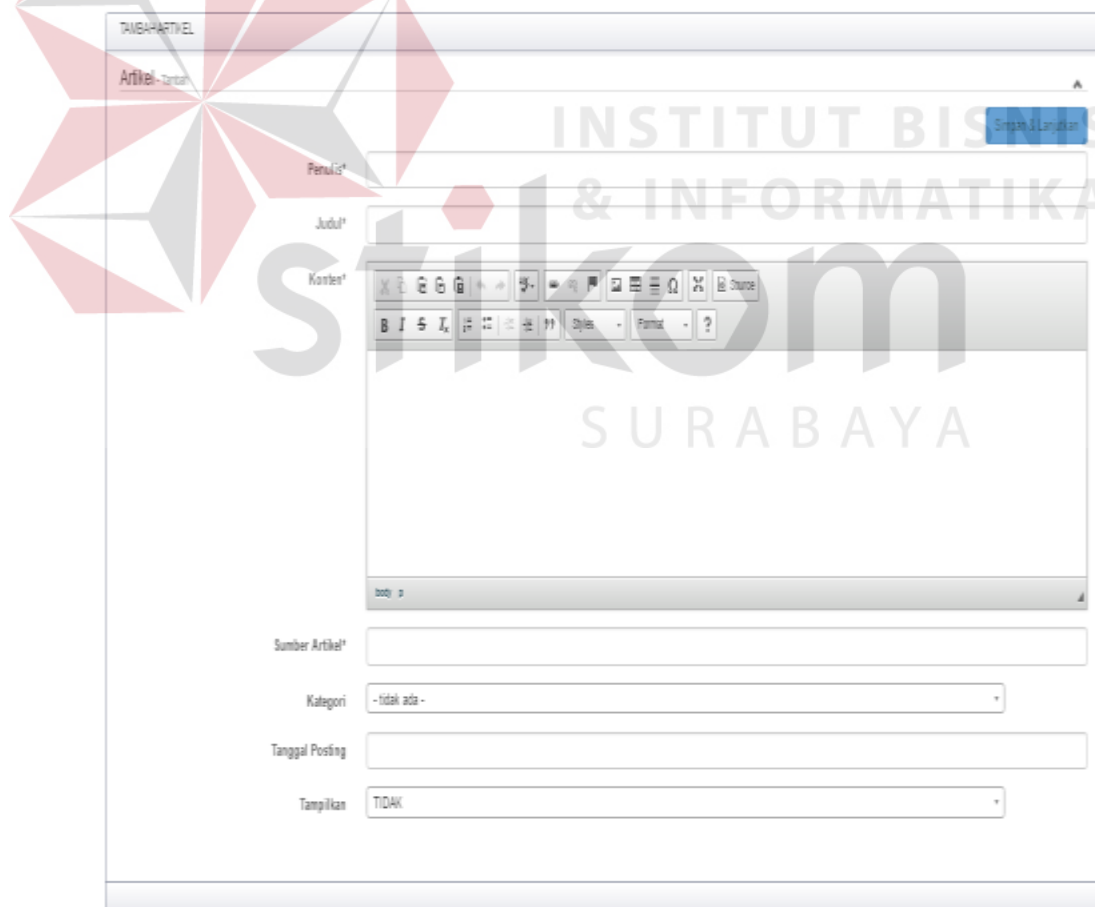 TAMBAH ARTIKEL
Artikel - Tambah
Simpan & Lanjutkan
INSTITUT BISNIS
& INFORMATIKA
stikom
SURABAYA
Penulis*
Judul*
Konten*
Source
B I S Ix Styles Format ?
body p
Sumber Artikel*
Kategori - tidak ada -
Tanggal Posting
Tampilkan TIDAK